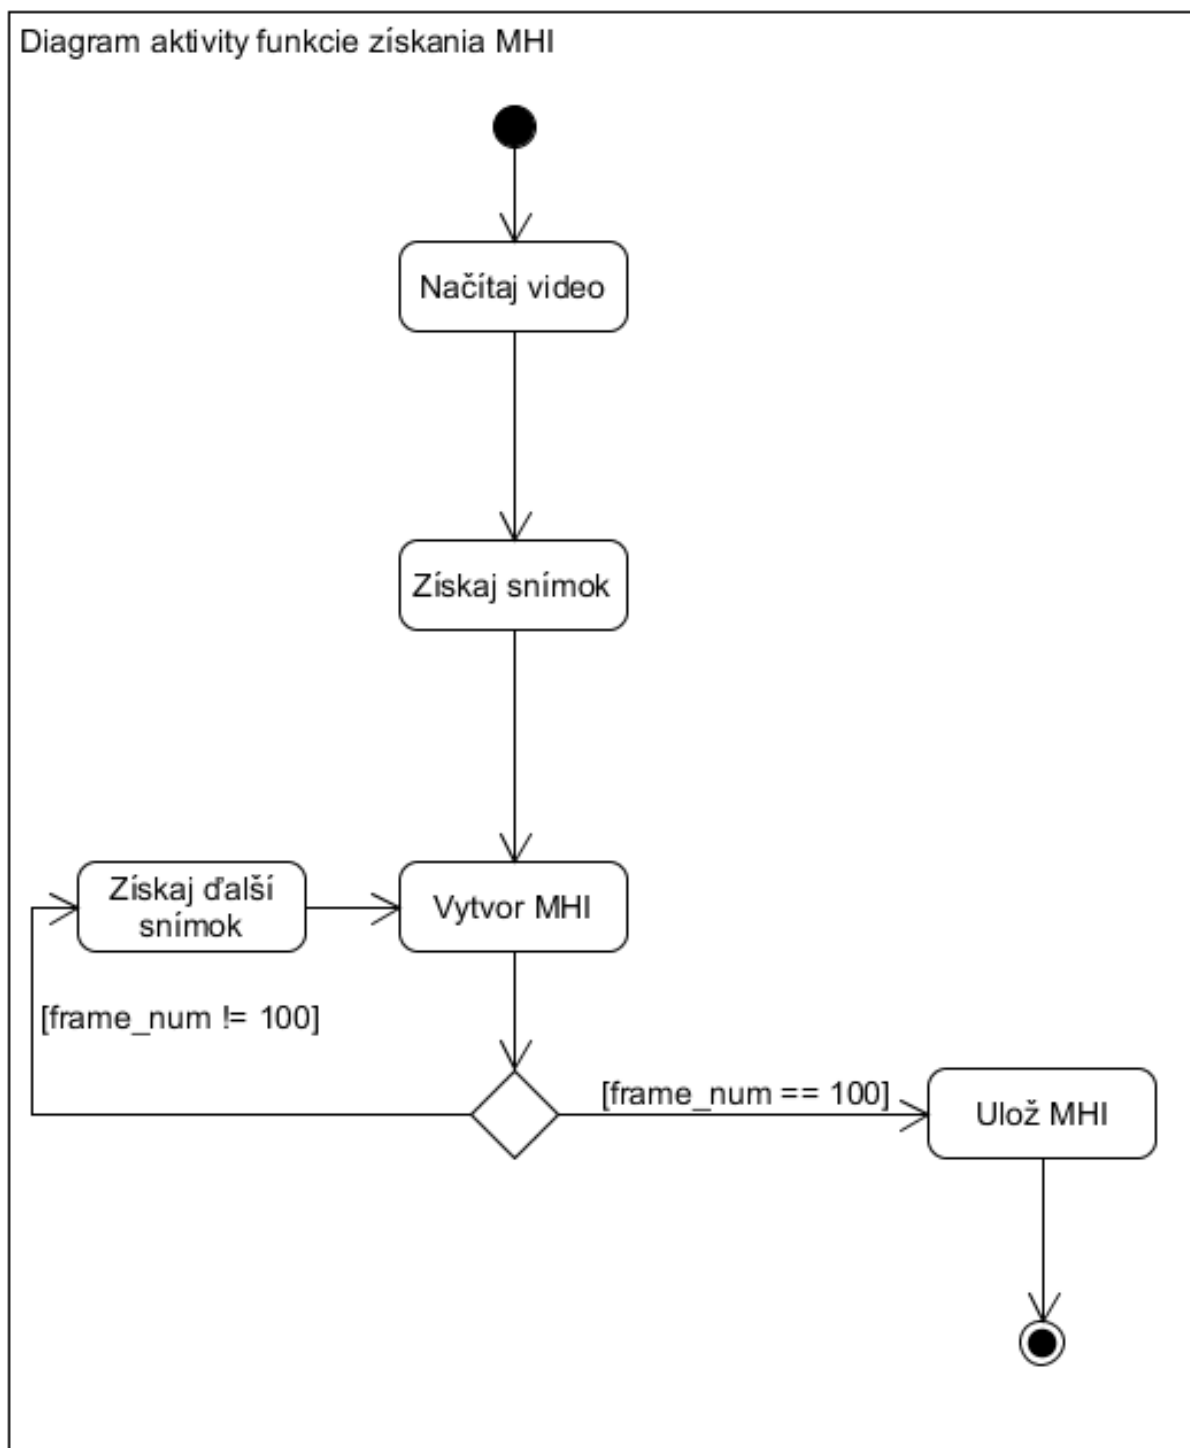 Diagram aktivity funkcie získania MHI
Načítaj video
Získaj snímok
Získaj ďalší
snímok
Vytvor MHI
[frame_num != 100]
[frame_num == 100]
Ulož MHI